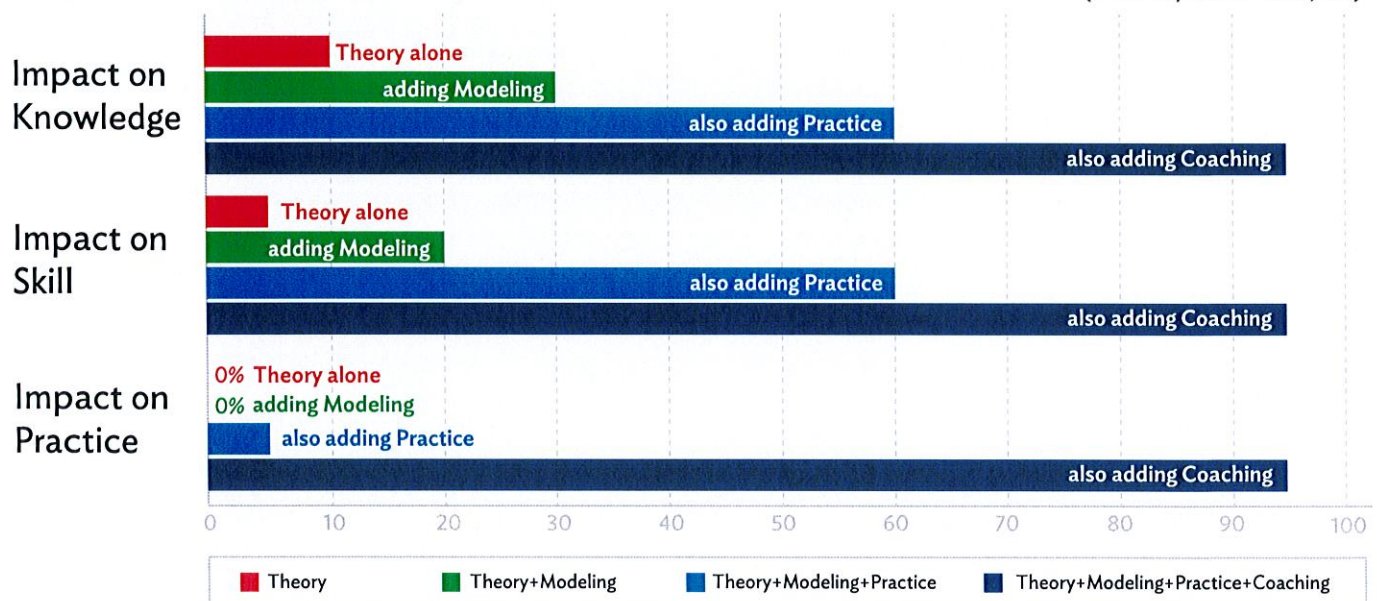 Impact on
Knowledge
Theory alone
adding Modeling
also adding Practice
also adding Coaching
Impact on
Skill
Theory alone
adding Modeling
also adding Practice
also adding Coaching
Impact on
Practice
0% Theory alone
0% adding Modeling
also adding Practice
also adding Coaching
0 10 20 30 40 50 60 70 80 90 100
Theory Theory+Modeling Theory+Modeling+Practice Theory+Modeling+Practice+Coaching